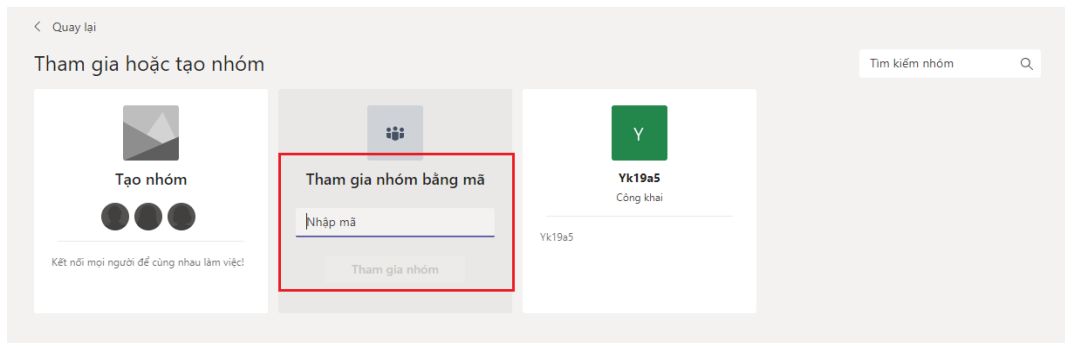 Quay lại
Tham gia hoặc tạo nhóm
Tìm kiếm nhóm
Tạo nhóm
Kết nối mọi người để cùng nhau làm việc!
Tham gia nhóm bằng mã
Nhập mã
Tham gia nhóm
Y
Yk19a5
Công khai
Yk19a5